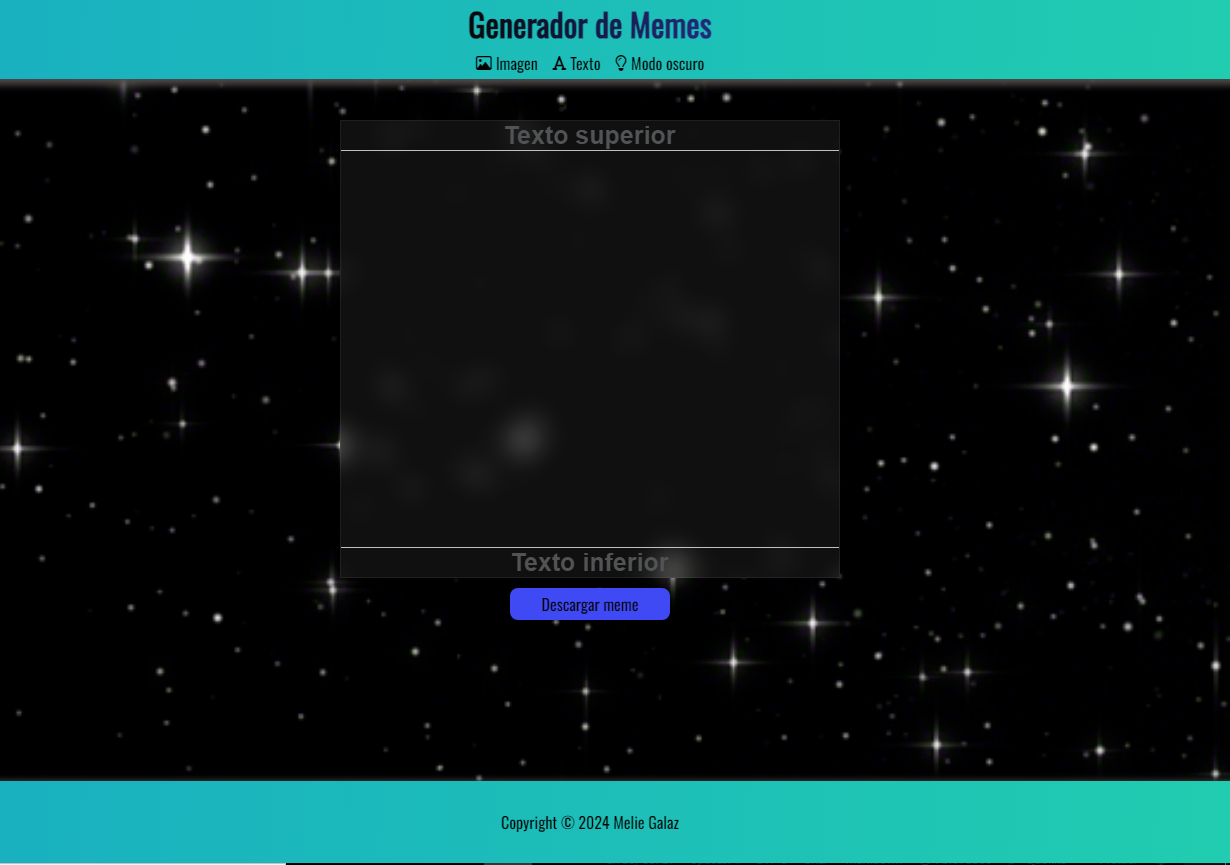 Generador de Memes
Imagen Texto Modo oscuro
Texto superior
Texto inferior
Descargar meme
Copyright © 2024 Melie Galaz